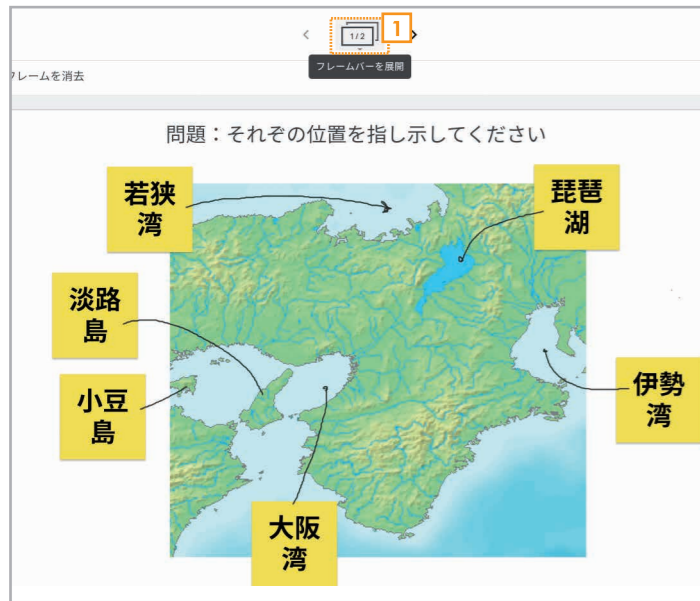 1/2
1
フレームバーを展開
フレームを消去
問題：それぞの位置を指し示してください
若狭
湾
琵琶
湖
淡路
島
小豆
島
伊勢
湾
大阪
湾